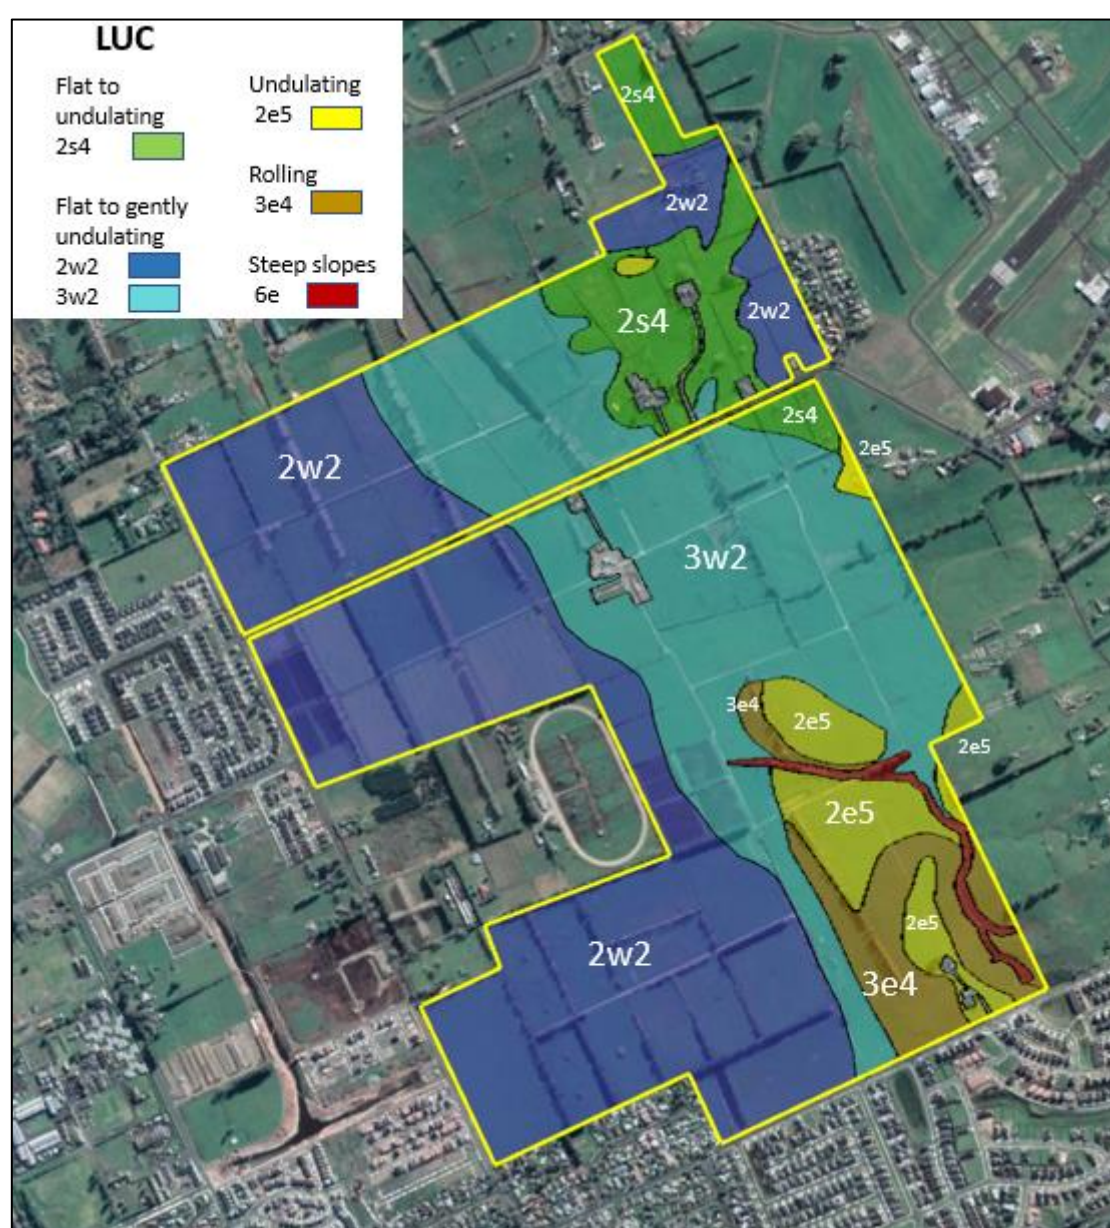 LUC
Flat to
undulating
2s4
Flat to gently
undulating
2w2
3w2
Undulating
2e5
Rolling
3e4
Steep slopes
6e
2s4
2w2
2s4
2w2
2s4
2e5
2w2
3w2
3e4
2e5
2e5
2e5
2e5
2w2
3e4